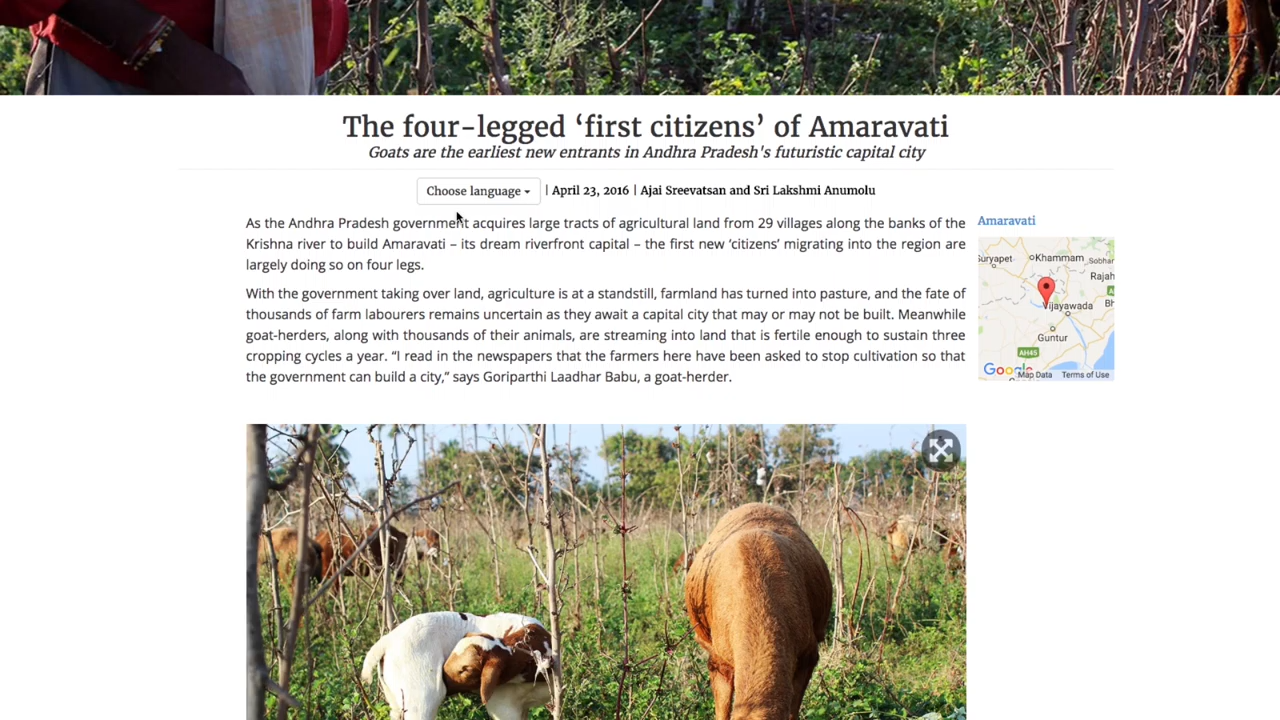 The four-legged ‘first citizens’ of Amaravati
Goats are the earliest new entrants in Andhra Pradesh's futuristic capital city
Choose language | April 23, 2016 | Ajai Sreevatsan and Sri Lakshmi Anumolu
As the Andhra Pradesh government acquires large tracts of agricultural land from 29 villages along the banks of the
Krishna river to build Amaravati – its dream riverfront capital – the first new ‘citizens’ migrating into the region are
largely doing so on four legs.
With the government taking over land, agriculture is at a standstill, farmland has turned into pasture, and the fate of
thousands of farm labourers remains uncertain as they await a capital city that may or may not be built. Meanwhile
goat-herders, along with thousands of their animals, are streaming into land that is fertile enough to sustain three
cropping cycles a year. “I read in the newspapers that the farmers here have been asked to stop cultivation so that
the government can build a city,” says Goriparthi Laadhar Babu, a goat-herder.
Amaravati
Suryapet
Khammam
Sobhar
Rajah
Vijayawada
Bh
Guntur
AH45
Google
Map Data
Terms of Use